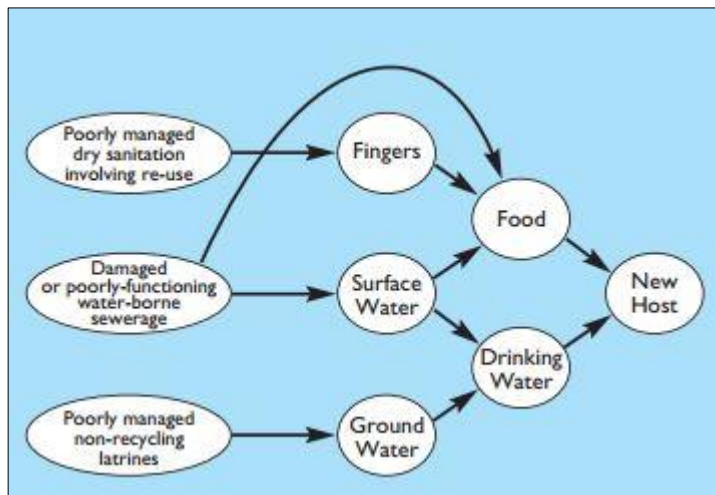 Poorly managed
dry sanitation
involving re-use
Fingers
Food
Damaged
or poorly-functioning
water-borne
sewerage
Surface
Water
New
Host
Drinking
Water
Poorly managed
non-recycling
latrines
Ground
Water